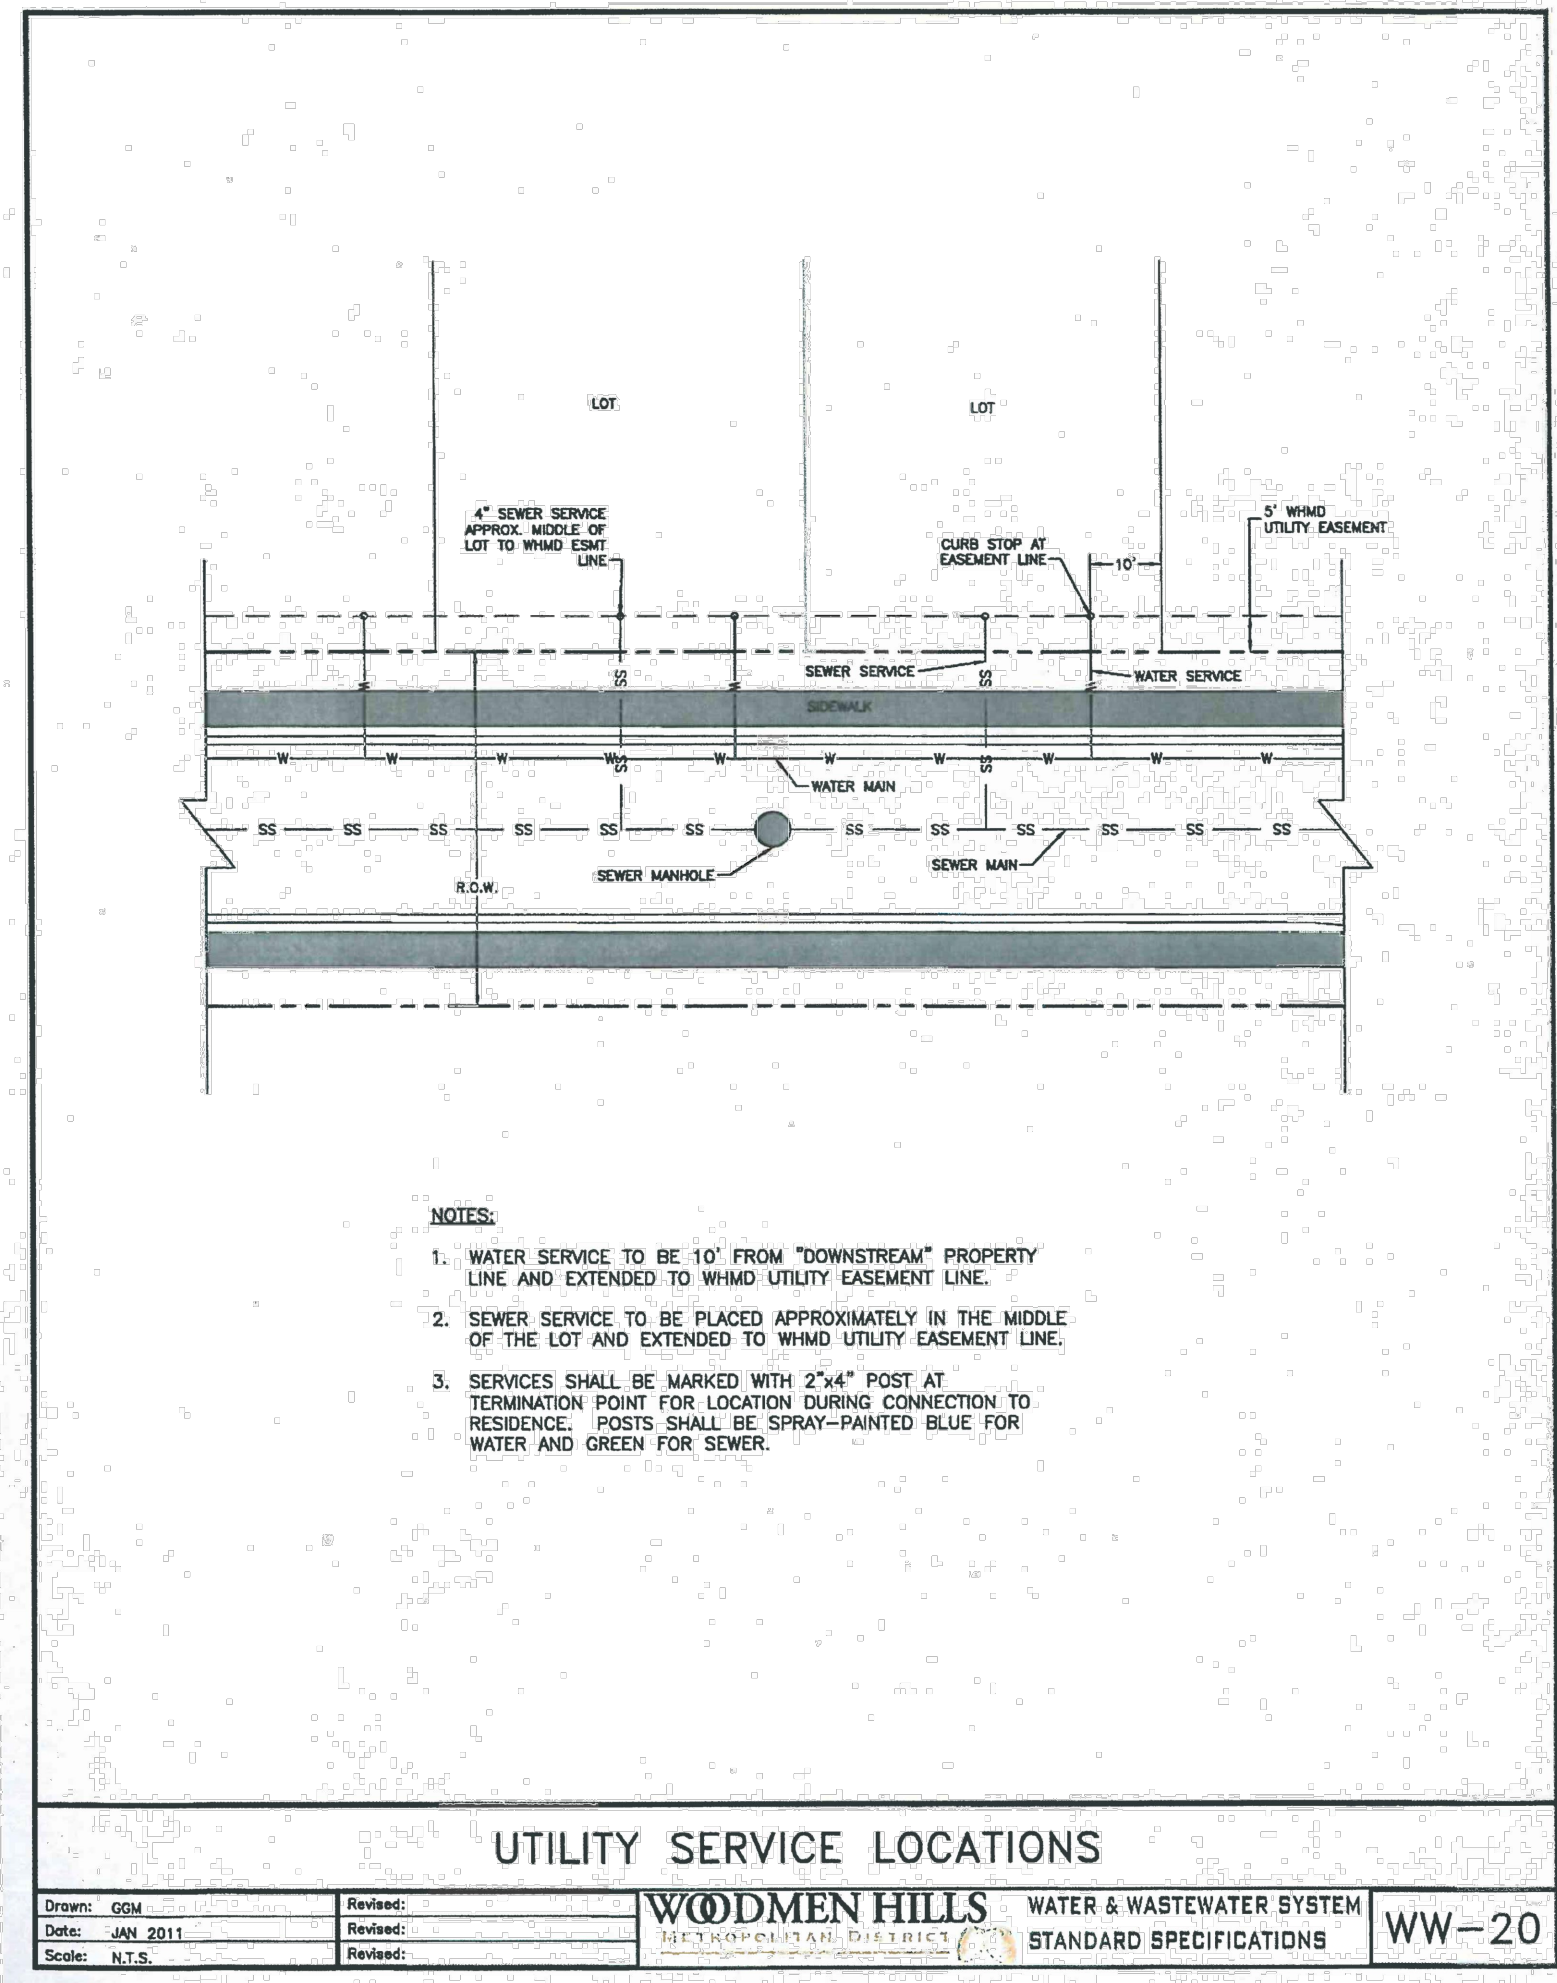 LOT
LOT
4" SEWER SERVICE
APPROX. MIDDLE OF
LOT TO WHMD ESMT
LINE
CURB STOP AT
EASEMENT LINE
10'
5' WHMD
UTILITY EASEMENT
SEWER SERVICE
WATER SERVICE
W
SS
W
SS
W
SIDEWALK
W W W W W W W W W W
SS SS
WATER MAIN
SS SS SS SS SS SS SS SS SS SS SS SS
SEWER MANHOLE
SEWER MAIN
R.O.W.
NOTES:
1. WATER SERVICE TO BE 10' FROM "DOWNSTREAM" PROPERTY
LINE AND EXTENDED TO WHMD UTILITY EASEMENT LINE.
2. SEWER SERVICE TO BE PLACED APPROXIMATELY IN THE MIDDLE
OF THE LOT AND EXTENDED TO WHMD UTILITY EASEMENT LINE.
3. SERVICES SHALL BE MARKED WITH 2"x4" POST AT
TERMINATION POINT FOR LOCATION DURING CONNECTION TO
RESIDENCE. POSTS SHALL BE SPRAY-PAINTED BLUE FOR
WATER AND GREEN FOR SEWER.
UTILITY SERVICE LOCATIONS
Drawn: GGM
Date: JAN 2011
Scale: N.T.S.
Revised:
Revised:
Revised:
WOODMEN HILLS
METROPOLITAN DISTRICT
WATER & WASTEWATER SYSTEM
STANDARD SPECIFICATIONS
WW-20